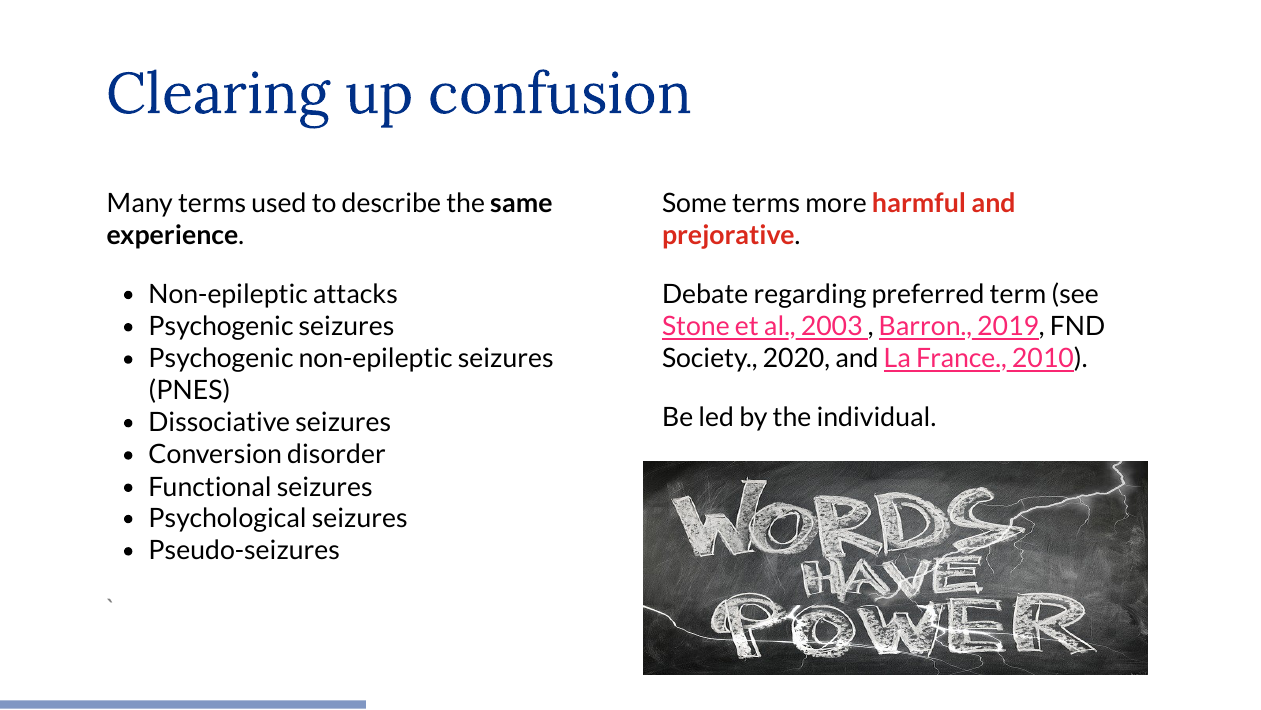 Clearing up confusion
Many terms used to describe the same
experience.
• Non-epileptic attacks
• Psychogenic seizures
• Psychogenic non-epileptic seizures
(PNES)
• Dissociative seizures
• Conversion disorder
• Functional seizures
• Psychological seizures
• Pseudo-seizures
`
Some terms more harmful and
prejorative.
Debate regarding preferred term (see
Stone et al., 2003 , Barron., 2019, FND
Society., 2020, and La France., 2010).
Be led by the individual.
WORDS
HAVE
POWER